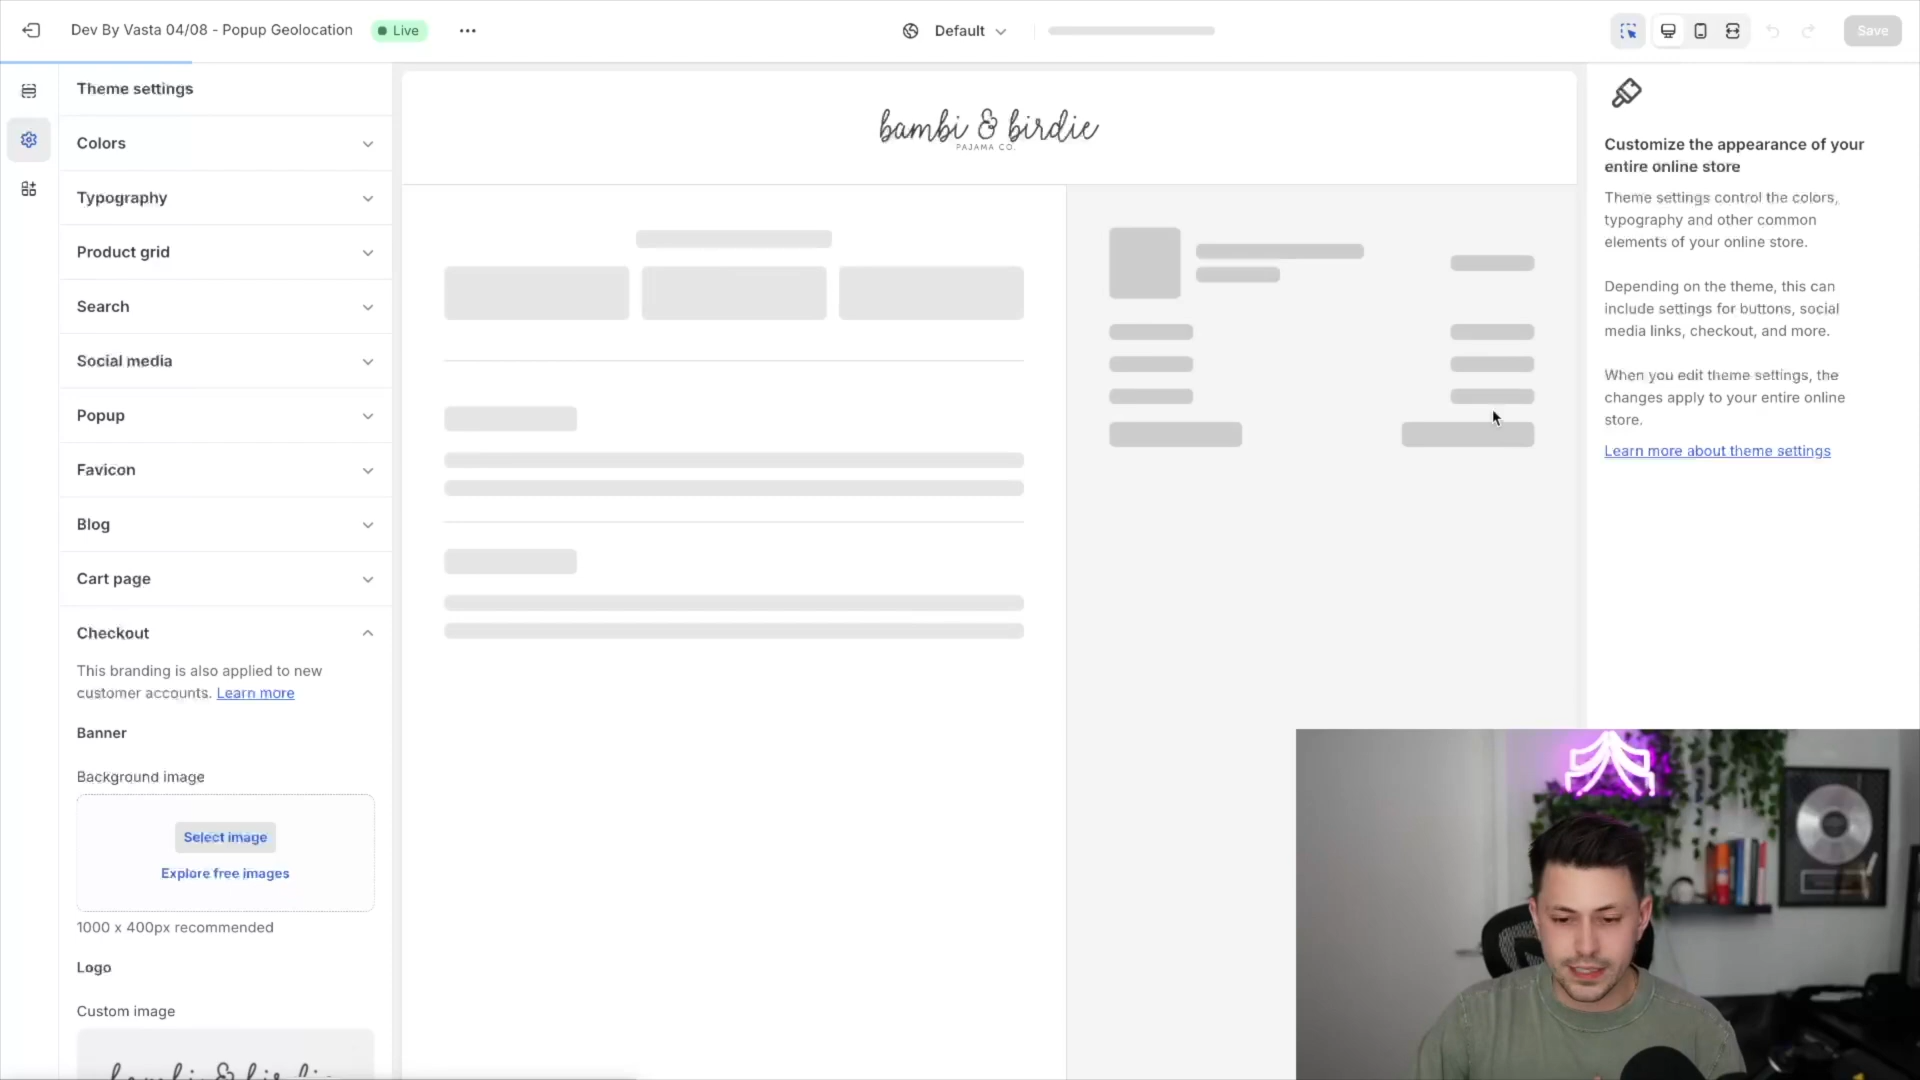 Dev By Vasta 04/08 - Popup Geolocation
Live
Default
Save
Theme settings
Colors
Typography
Product grid
Search
Social media
Popup
Favicon
Blog
Cart page
Checkout
This branding is also applied to new
customer accounts. Learn more
Banner
Background image
Select image
Explore free images
1000 x 400px recommended
Logo
Custom image
bambi & birdie
bambi & birdie
PAJAMA CO.
Customize the appearance of your
entire online store
Theme settings control the colors,
typography and other common
elements of your online store.
Depending on the theme, this can
include settings for buttons, social
media links, checkout, and more.
When you edit theme settings, the
changes apply to your entire online
store.
Learn more about theme settings